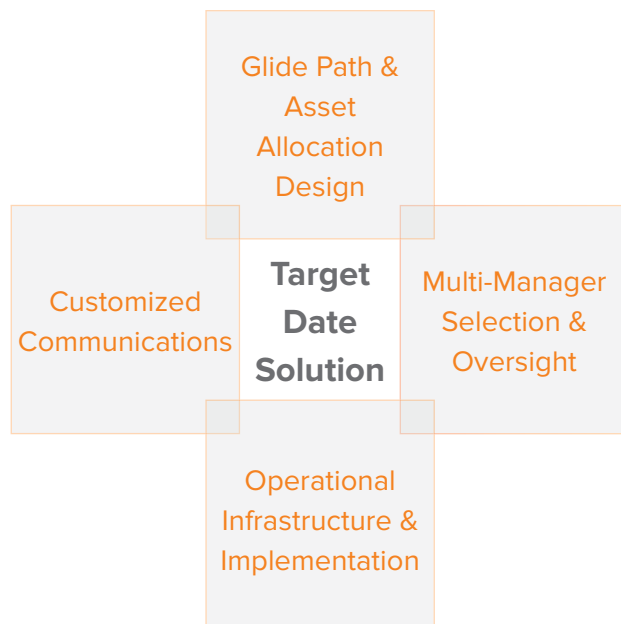 Glide Path &
Asset
Allocation
Design
Customized
Communications
Target
Date
Solution
Multi-Manager
Selection &
Oversight
Operational
Infrastructure &
Implementation